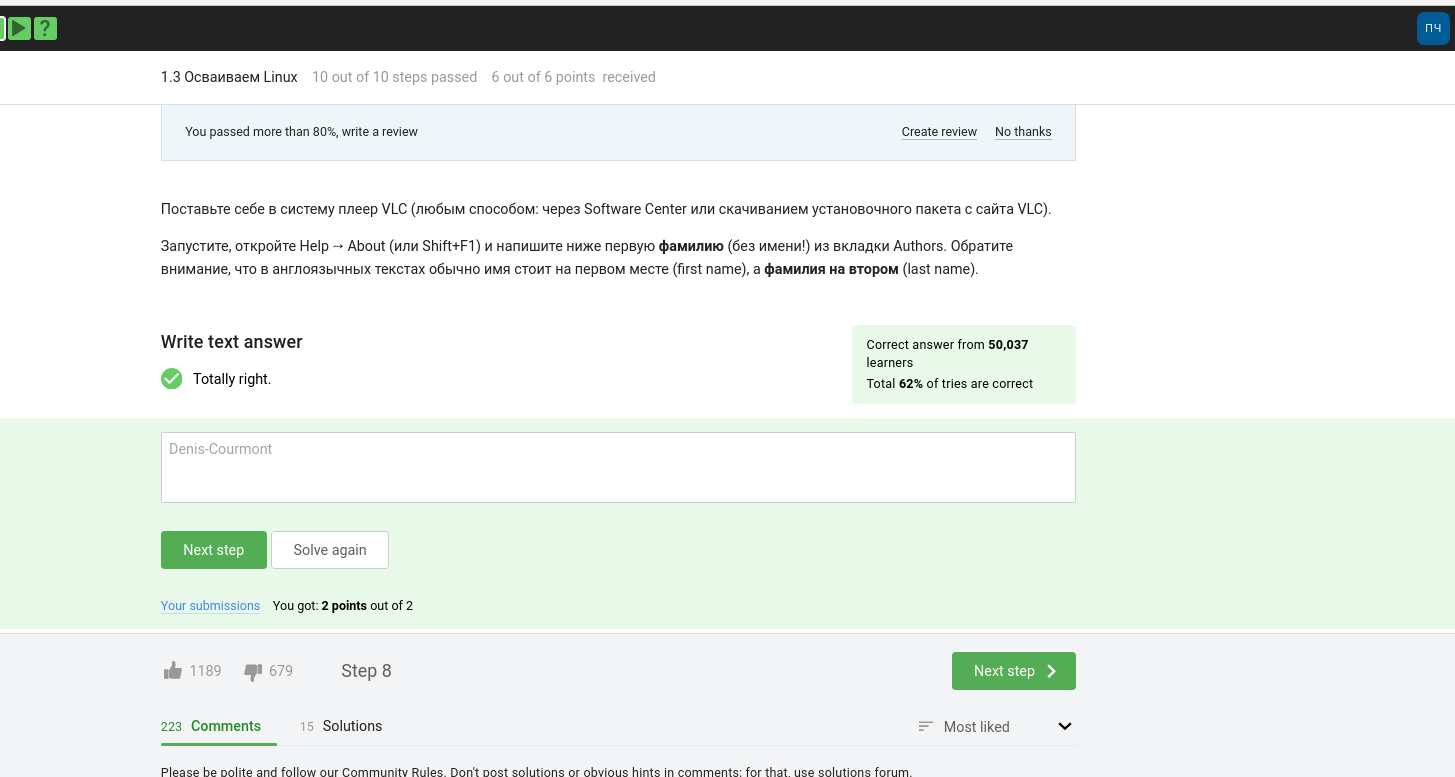 ?
ПЧ
1.3 Осваиваем Linux 10 out of 10 steps passed 6 out of 6 points received
You passed more than 80%, write a review Create review No thanks
Поставьте себе в систему плеер VLC (любым способом: через Software Center или скачиванием установочного пакета с сайта VLC).
Запустите, откройте Help → About (или Shift+F1) и напишите ниже первую фамилию (без имени!) из вкладки Authors. Обратите
внимание, что в англоязычных текстах обычно имя стоит на первом месте (first name), а фамилия на втором (last name).
Write text answer
Totally right.
Correct answer from 50,037
learners
Total 62% of tries are correct
Denis-Courmont
Next step Solve again
Your submissions You got: 2 points out of 2
1189 679 Step 8 Next step
223 Comments 15 Solutions Most liked
Please be polite and follow our Community Rules. Don't post solutions or obvious hints in comments; for that, use solutions forum.